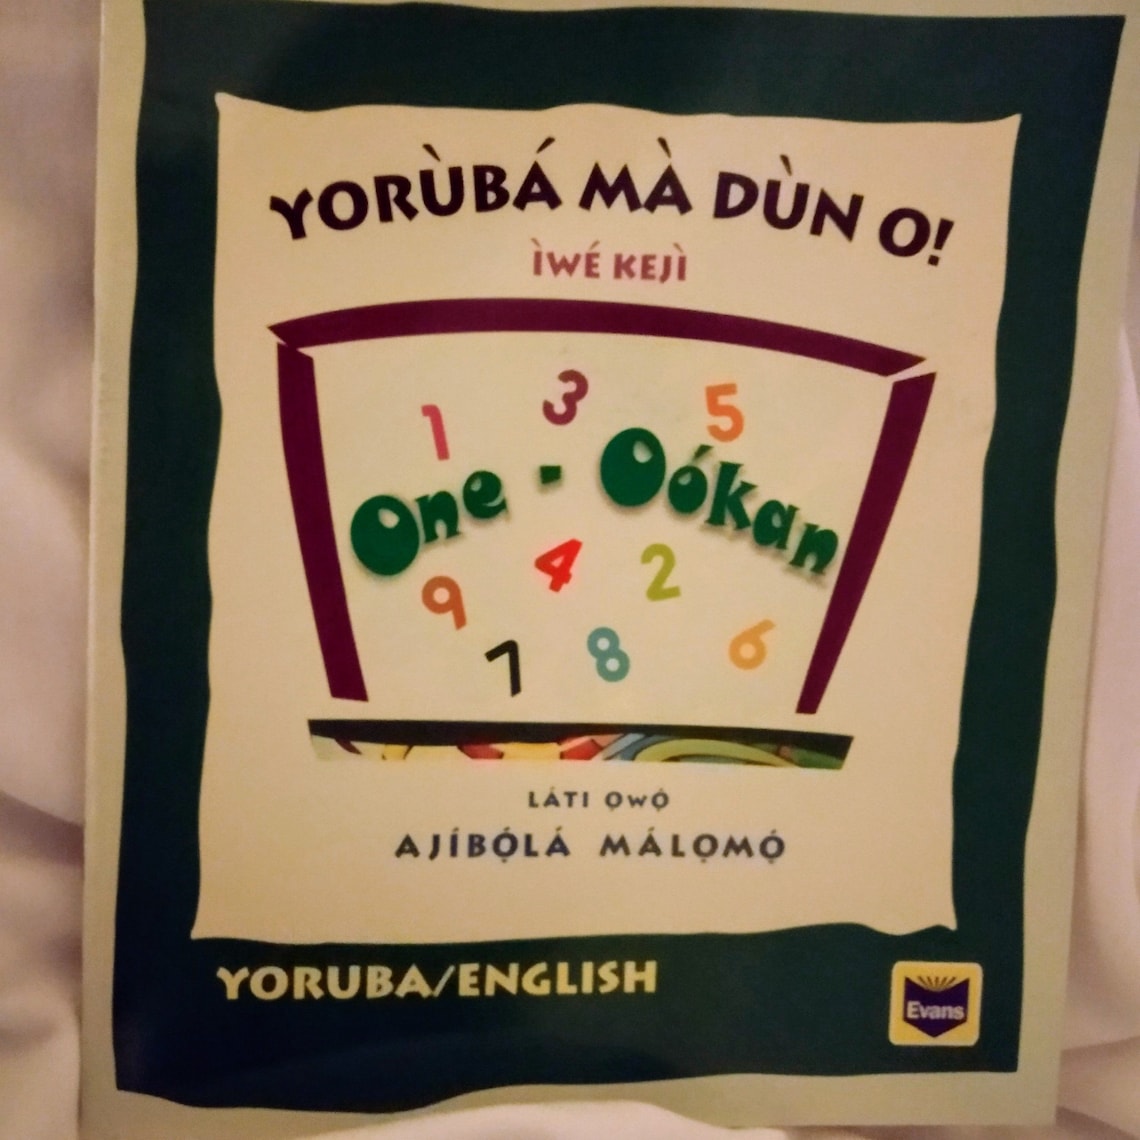 YORÙBÁ MÀ DÙN O!
ÌWÉ KEJÌ
1 3 5
One - Oókan
9 4 2
7 8 6
LÁTI ỌWỌ́
AJÍBỌ́LÁ MÁLỌMỌ́
YORUBA/ENGLISH
Evans